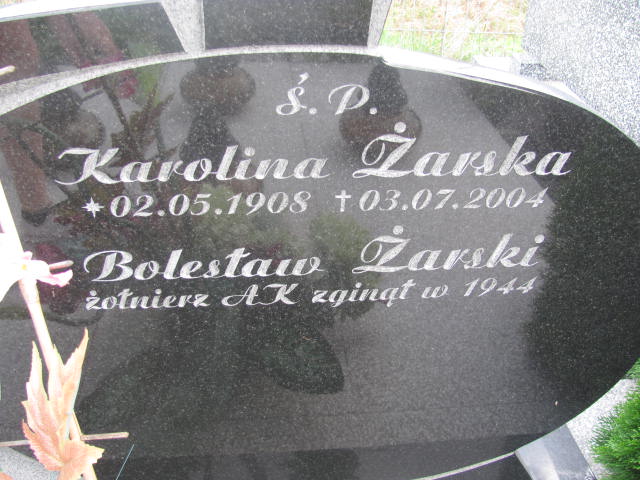 Ś. P.
Karolina Żarska
*02.05.1908 †03.07.2004
Bolesław Żarski
żołnierz AK zginął w 1944